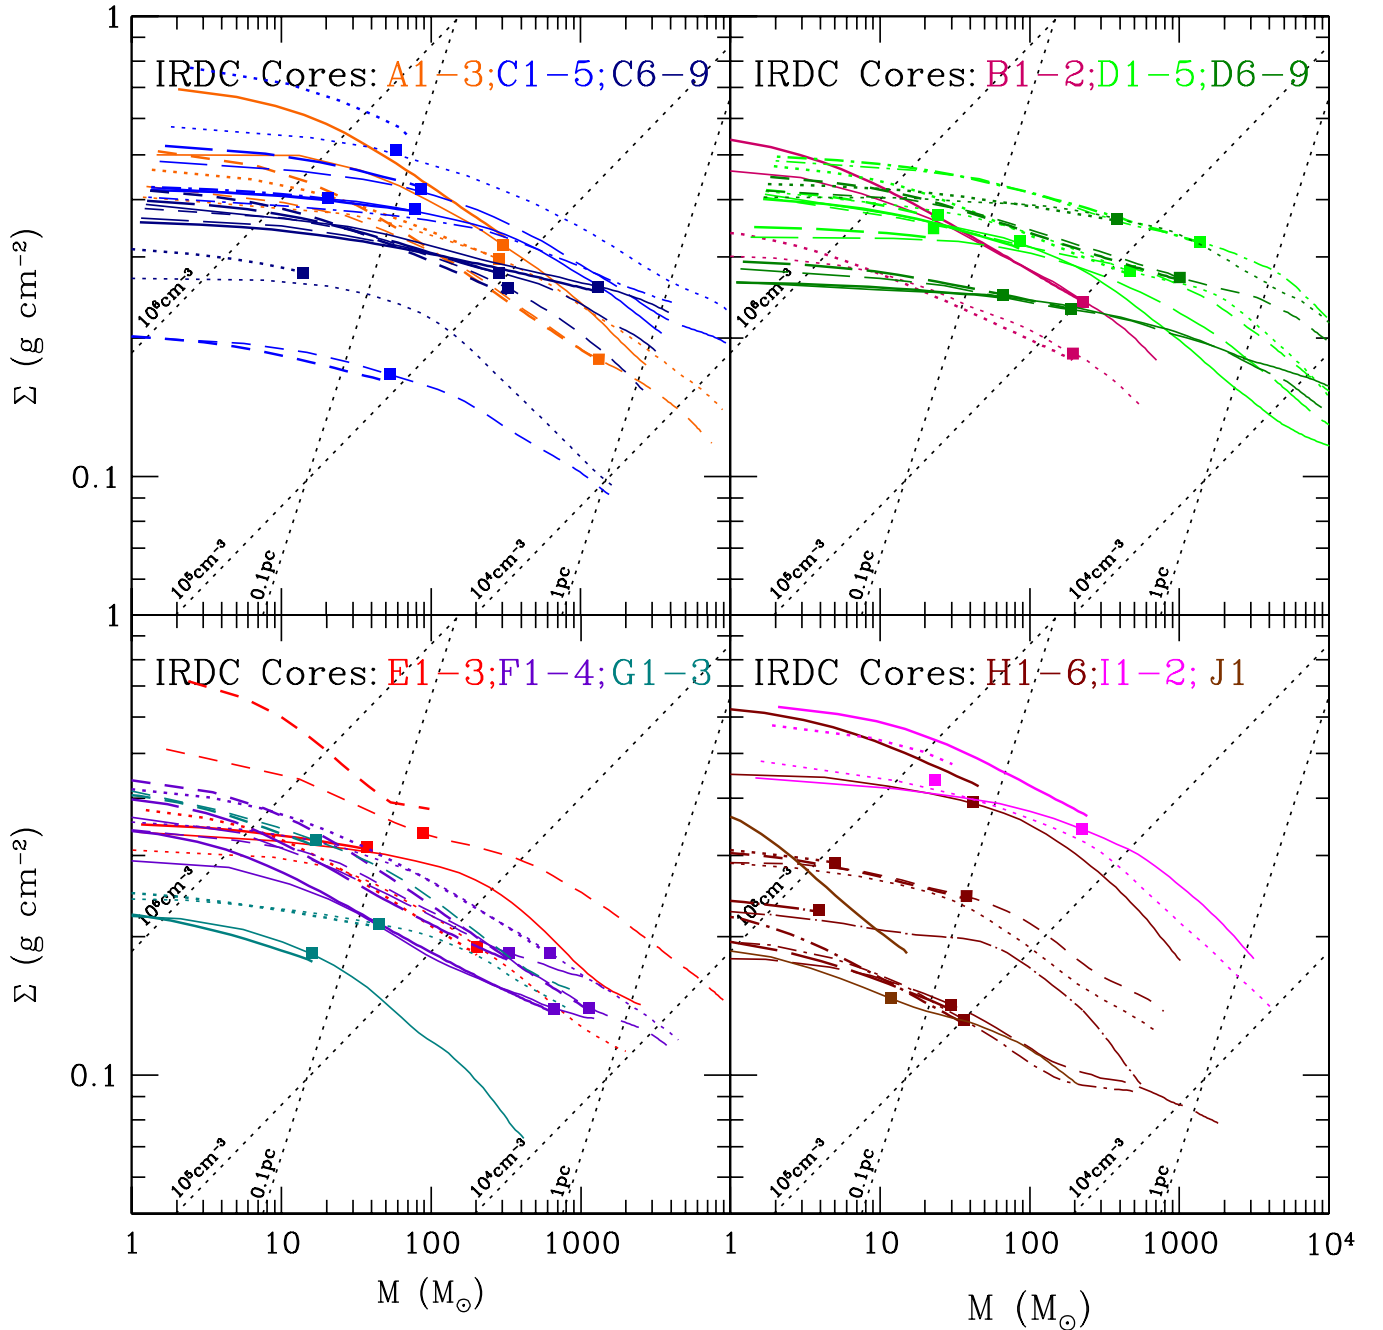 1
IRDC Cores: A1-3;C1-5;C6-9
IRDC Cores: B1-2;D1-5;D6-9
Σ (g cm⁻²)
10⁶cm⁻³
10⁶cm⁻³
0.1
10⁵cm⁻³
0.1pc
10⁴cm⁻³
1pc
10⁵cm⁻³
0.1pc
10⁴cm⁻³
1pc
1
IRDC Cores: E1-3;F1-4;G1-3
IRDC Cores: H1-6;I1-2; J1
Σ (g cm⁻²)
10⁶cm⁻³
10⁶cm⁻³
0.1
10⁵cm⁻³
0.1pc
10⁴cm⁻³
1pc
10⁵cm⁻³
0.1pc
10⁴cm⁻³
1pc
1 10 100 1000 1 10 100 1000 10⁴
M (M⊙)
M (M⊙)